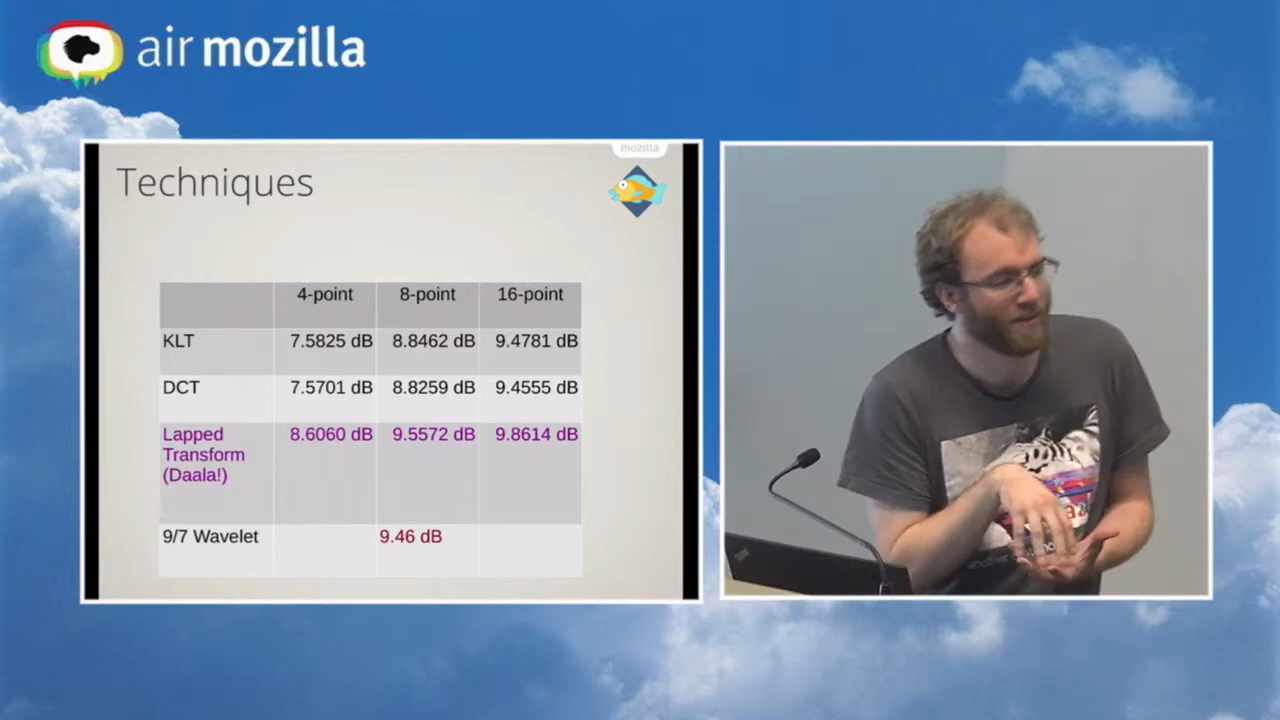 air mozilla
mozilla
Techniques
4-point 8-point 16-point
KLT 7.5825 dB 8.8462 dB 9.4781 dB
DCT 7.5701 dB 8.8259 dB 9.4555 dB
Lapped 8.6060 dB 9.5572 dB 9.8614 dB
Transform
(Daala!)
9/7 Wavelet 9.46 dB